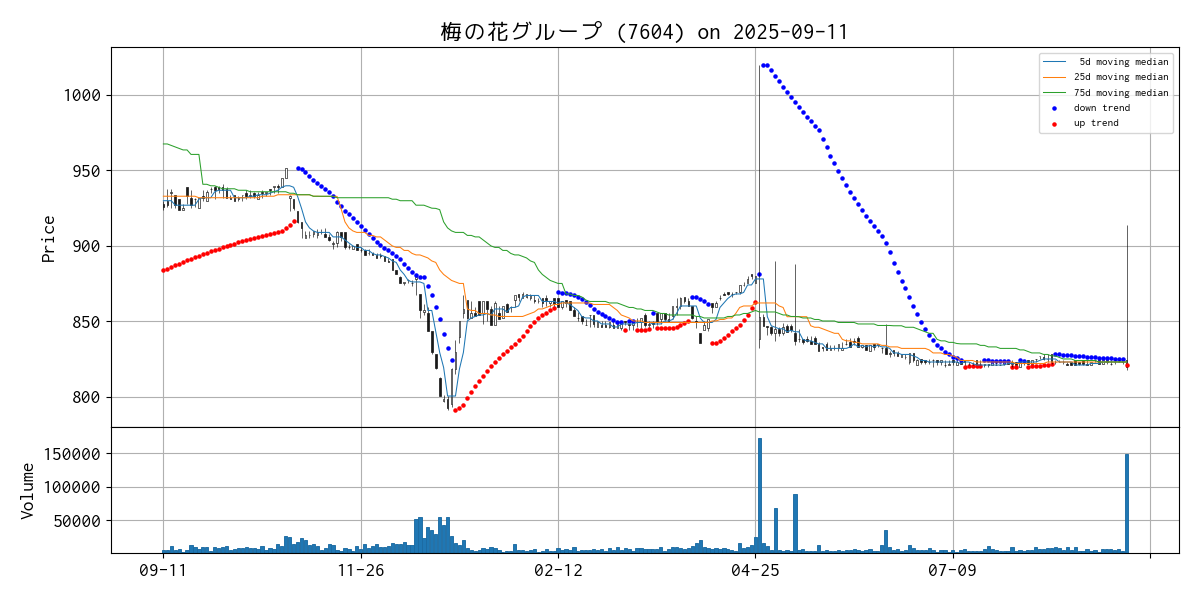 梅の花グループ (7604) on 2025-09-11
5d moving median
25d moving median
75d moving median
down trend
up trend
Price
1000
950
900
850
800
Volume
150000
100000
50000
09-11
11-26
02-12
04-25
07-09